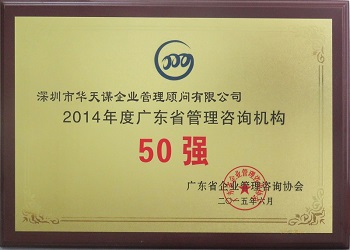 深圳市华天谋企业管理顾问有限公司
2014年度广东省管理咨询机构
50 强
广东省企业管理咨询协会
二〇一五年六月